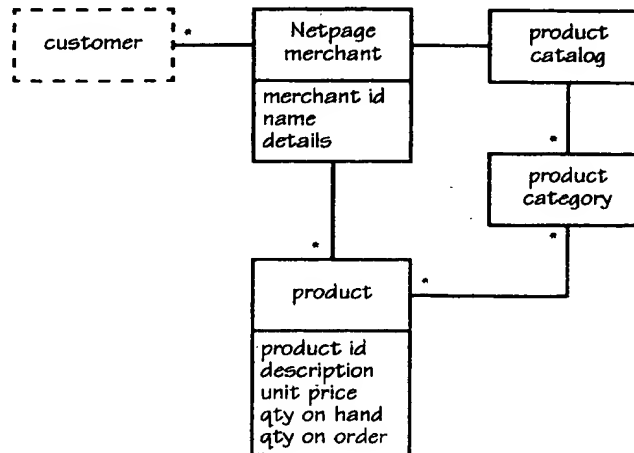 customer
*
Netpage
merchant
product
catalog
merchant id
name
details
*
product
category
*
*
*
product
product id
description
unit price
qty on hand
qty on order